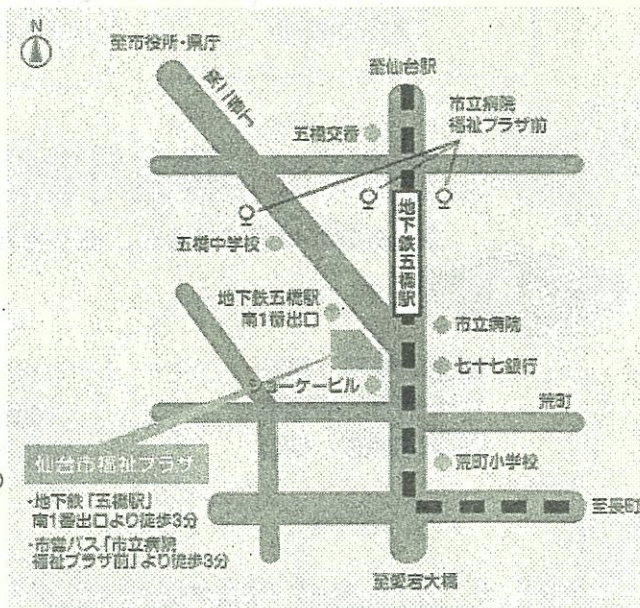 N
至市役所・県庁
至仙台駅
市立病院
福祉プラザ前
五橋交番
地下鉄五橋駅
五橋中学校
地下鉄五橋駅
南1番出口
市立病院
七十七銀行
ショーケービル
荒町
仙台市福祉プラザ
荒町小学校
・地下鉄「五橋駅」
南1番出口より徒歩3分
・市営バス「市立病院
福祉プラザ前」より徒歩3分
至長町
至愛宕大橋